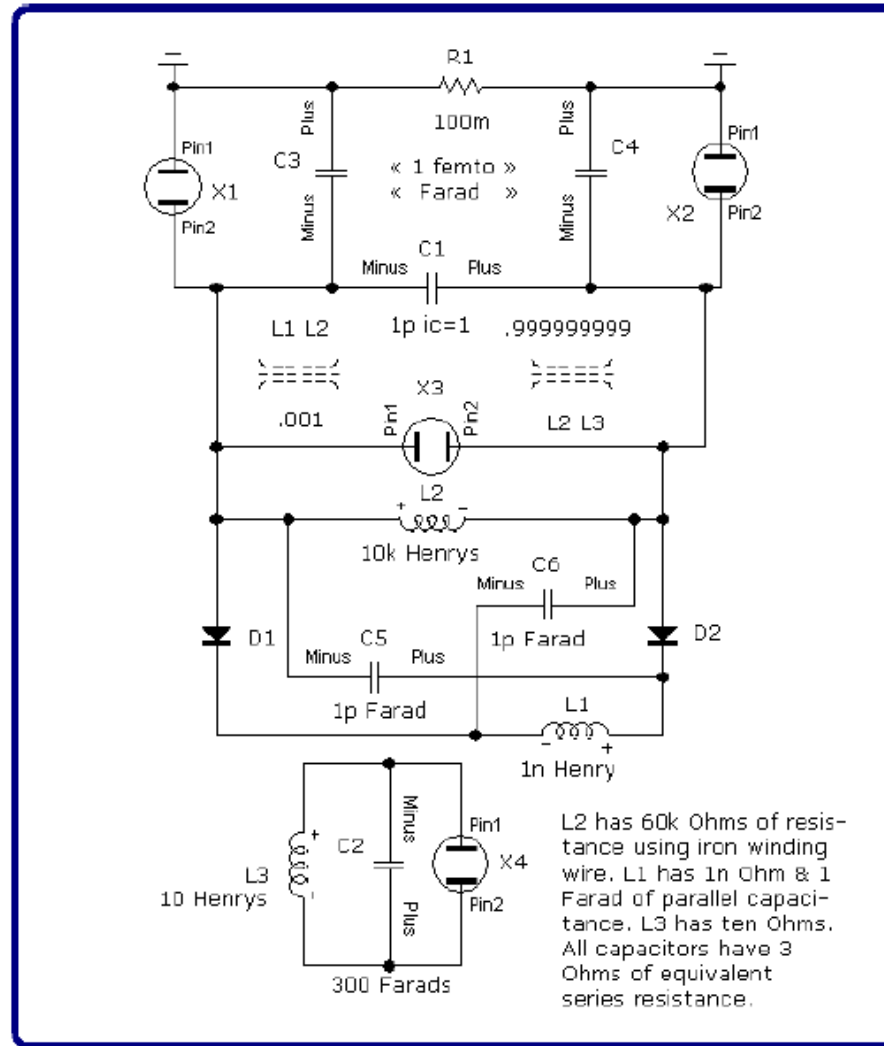 R1
100m
Plus
Plus
Pin1
Pin1
C3
C4
« 1 femto »
« Farad »
X1
X2
Pin2
Pin2
Minus
Minus
C1
Minus
Plus
1p ic=1
L1 L2
.999999999
X3
Pin1
Pin2
.001
L2 L3
L2
+
-
10k Henrys
C6
Minus
Plus
1p Farad
D1
D2
C5
Minus
Plus
1p Farad
L1
-
+
1n Henry
Minus
Pin1
+
C2
X4
L3
-
10 Henrys
Plus
Pin2
300 Farads
L2 has 60k Ohms of resis-
tance using iron winding
wire. L1 has 1n Ohm & 1
Farad of parallel capaci-
tance. L3 has ten Ohms.
All capacitors have 3
Ohms of equivalent
series resistance.